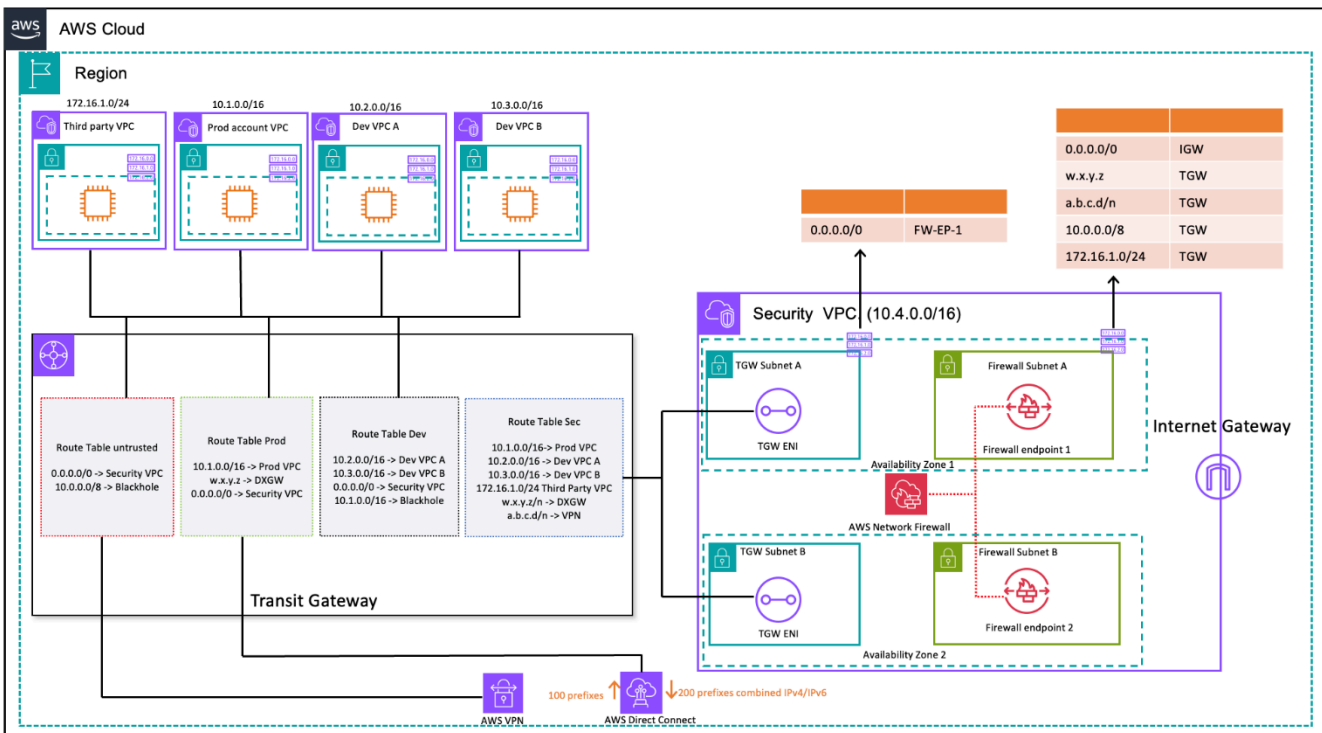 aws
AWS Cloud
Region
172.16.1.0/24
10.1.0.0/16
10.2.0.0/16
10.3.0.0/16
Third party VPC
Prod account VPC
Dev VPC A
Dev VPC B
0.0.0.0/0 FW-EP-1
0.0.0.0/0 IGW
w.x.y.z TGW
a.b.c.d/n TGW
10.0.0.0/8 TGW
172.16.1.0/24 TGW
Route Table untrusted
0.0.0.0/0 -> Security VPC
10.0.0.0/8 -> Blackhole
Route Table Prod
10.1.0.0/16 -> Prod VPC
w.x.y.z -> DXGW
0.0.0.0/0 -> Security VPC
Route Table Dev
10.2.0.0/16 -> Dev VPC A
10.3.0.0/16 -> Dev VPC B
0.0.0.0/0 -> Security VPC
10.1.0.0/16 -> Blackhole
Route Table Sec
10.1.0.0/16-> Prod VPC
10.2.0.0/16 -> Dev VPC A
10.3.0.0/16 -> Dev VPC B
172.16.1.0/24 Third Party VPC
w.x.y.z/n -> DXGW
a.b.c.d/n -> VPN
Transit Gateway
Security VPC. (10.4.0.0/16)
TGW Subnet A
TGW ENI
Firewall Subnet A
Firewall endpoint 1
Availability Zone 1
Internet Gateway
AWS Network Firewall
TGW Subnet B
TGW ENI
Firewall Subnet B
Firewall endpoint 2
Availability Zone 2
100 prefixes
200 prefixes combined IPv4/IPv6
AWS VPN
AWS Direct Connect